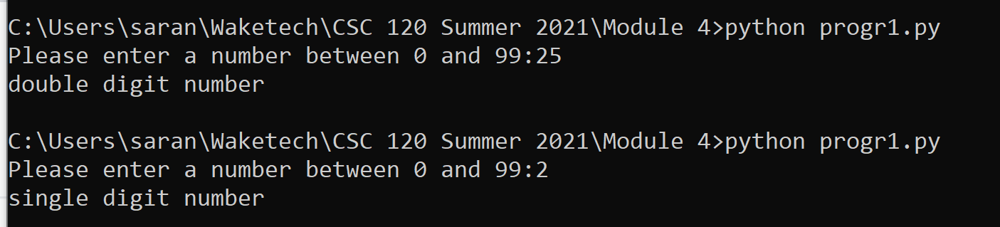 C:\Users\saran\Waketech\CSC 120 Summer 2021\Module 4>python progr1.py
Please enter a number between 0 and 99:25
double digit number
C:\Users\saran\Waketech\CSC 120 Summer 2021\Module 4>python progr1.py
Please enter a number between 0 and 99:2
single digit number